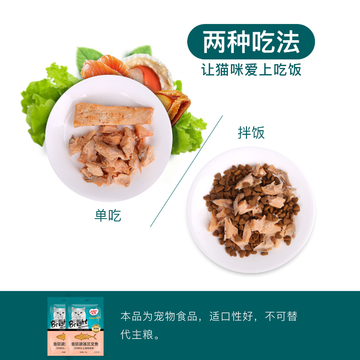 两种吃法
让猫咪爱上吃饭
拌饭
单吃
本品为宠物食品，适口性好，不可替
代主粮。